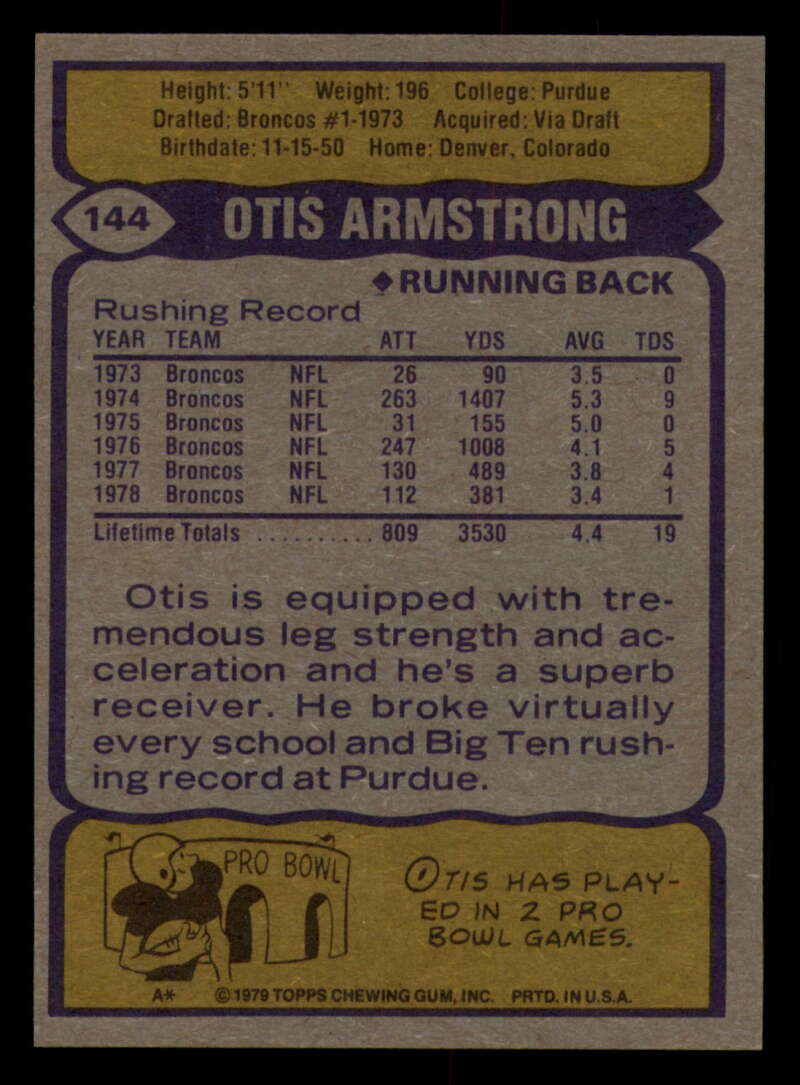 Height: 5'11" Weight: 196 College: Purdue
Drafted: Broncos #1-1973 Acquired: Via Draft
Birthdate: 11-15-50 Home: Denver, Colorado
144 OTIS ARMSTRONG
◆RUNNING BACK
Rushing Record
YEAR TEAM ATT YDS AVG TDS
1973 Broncos NFL 26 90 3.5 0
1974 Broncos NFL 263 1407 5.3 9
1975 Broncos NFL 31 155 5.0 0
1976 Broncos NFL 247 1008 4.1 5
1977 Broncos NFL 130 489 3.8 4
1978 Broncos NFL 112 381 3.4 1
Lifetime Totals .......... 809 3530 4.4 19
Otis is equipped with tre-
mendous leg strength and ac-
celeration and he's a superb
receiver. He broke virtually
every school and Big Ten rush-
ing record at Purdue.
PRO BOWL
OTIS HAS PLAY-
ED IN 2 PRO
BOWL GAMES.
A* ©1979 TOPPS CHEWING GUM, INC. PRTD. IN U.S.A.